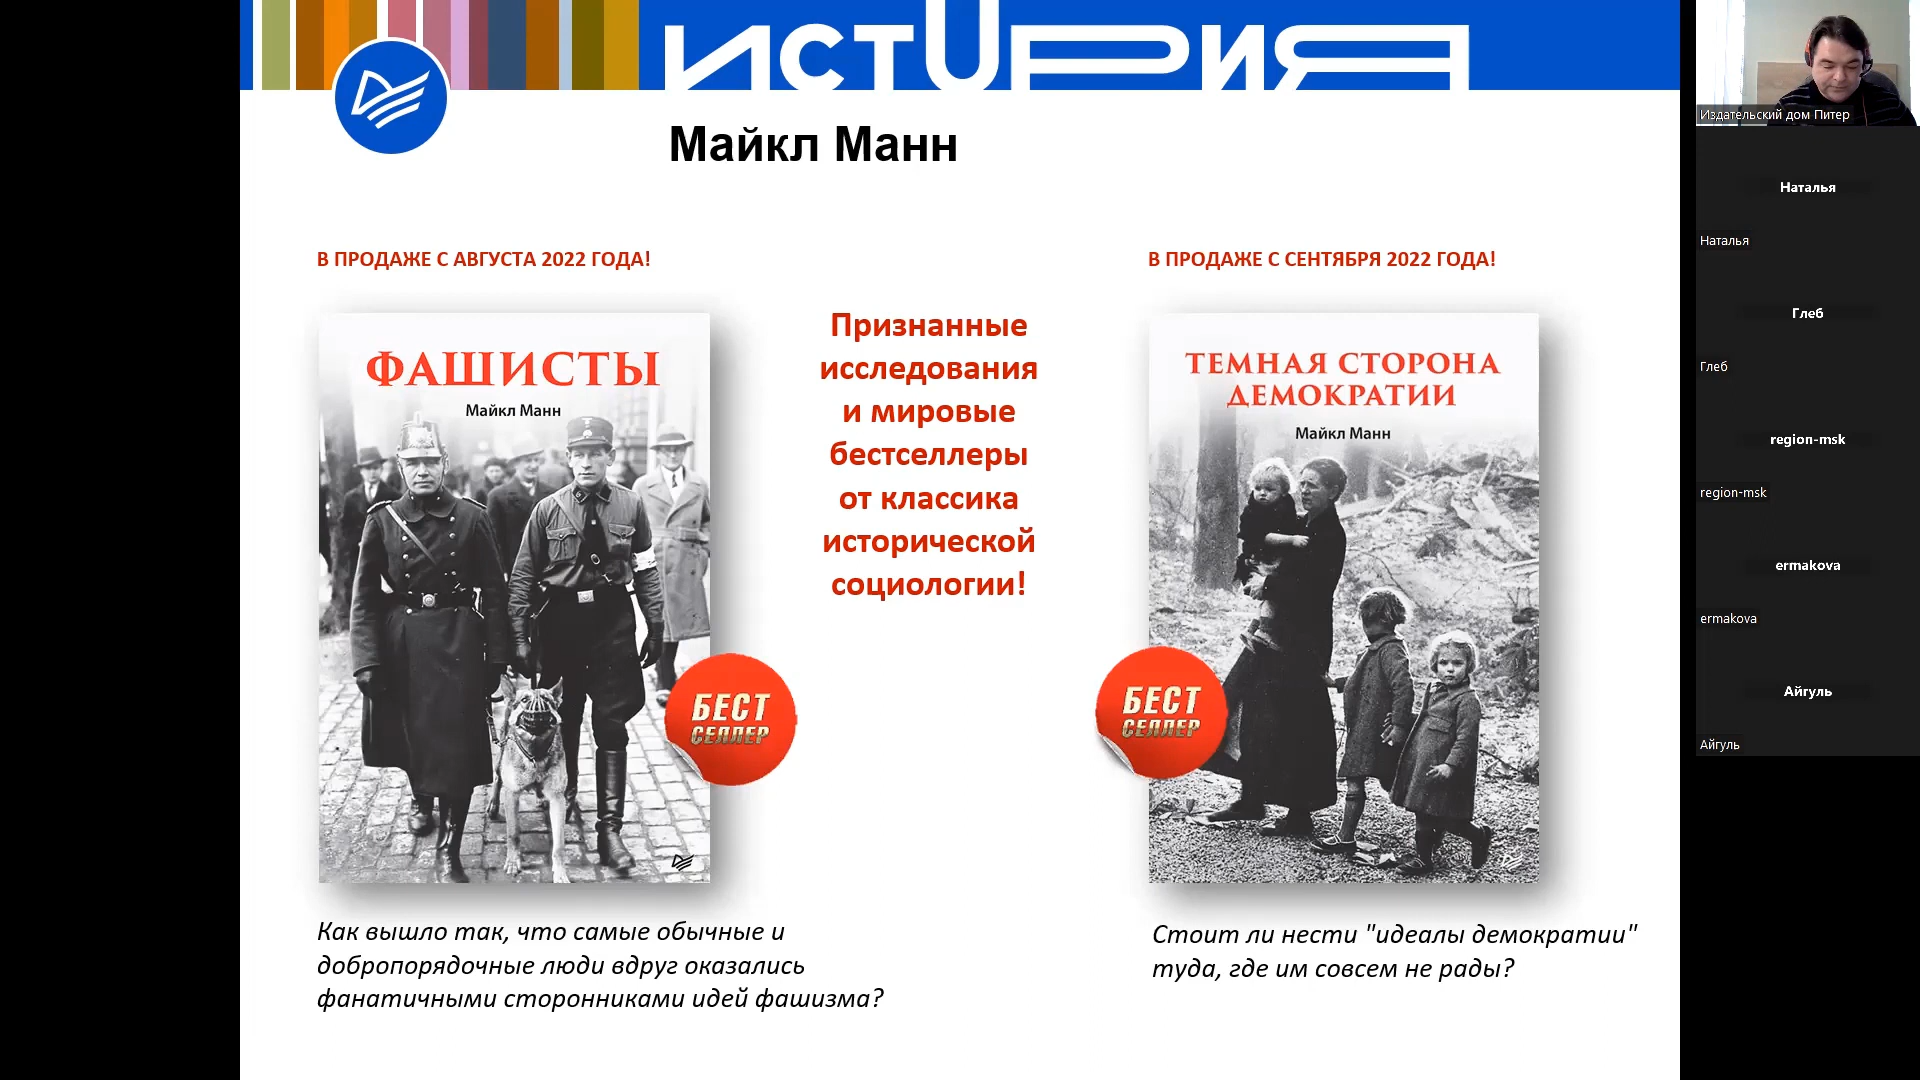 ИСТОРИЯ
Майкл Манн
В ПРОДАЖЕ С АВГУСТА 2022 ГОДА!
ФАШИСТЫ
Майкл Манн
БЕСТ
СЕЛЛЕР
Как вышло так, что самые обычные и
добропорядочные люди вдруг оказались
фанатичными сторонниками идей фашизма?
Признанные
исследования
и мировые
бестселлеры
от классика
исторической
социологии!
В ПРОДАЖЕ С СЕНТЯБРЯ 2022 ГОДА!
ТЕМНАЯ СТОРОНА
ДЕМОКРАТИИ
Майкл Манн
БЕСТ
СЕЛЛЕР
Стоит ли нести "идеалы демократии"
туда, где им совсем не рады?
Издательский дом Питер
Наталья
Наталья
Глеб
Глеб
region-msk
region-msk
ermakova
ermakova
Айгуль
Айгуль